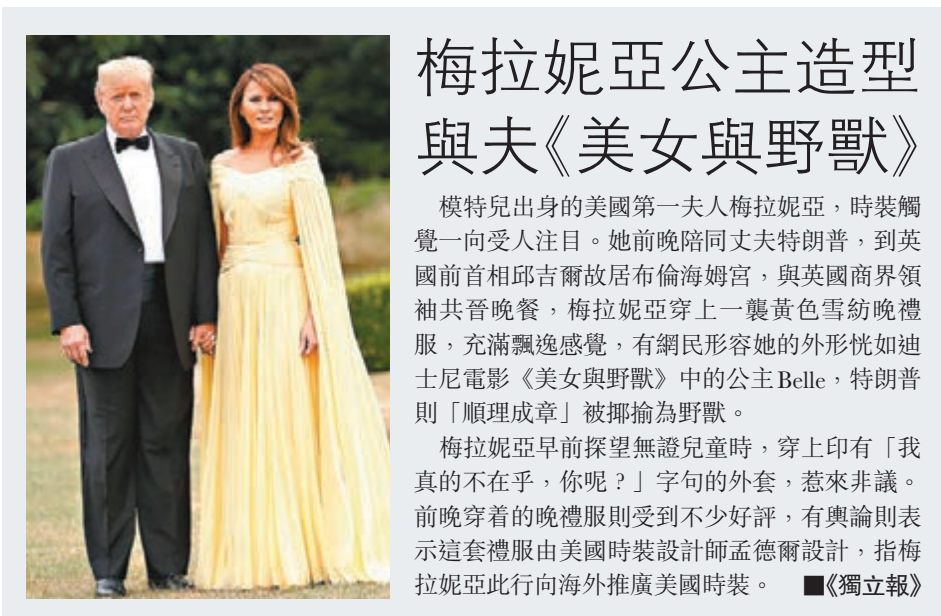 梅拉妮亞公主造型
與夫《美女與野獸》
模特兒出身的美國第一夫人梅拉妮亞，時裝觸
覺一向受人注目。她前晚陪同丈夫特朗普，到英
國前首相邱吉爾故居布倫海姆宮，與英國商界領
袖共晉晚餐，梅拉妮亞穿上一襲黃色雪紡晚禮
服，充滿飄逸感覺，有網民形容她的外形恍如迪
士尼電影《美女與野獸》中的公主Belle，特朗普
則「順理成章」被揶揄為野獸。
梅拉妮亞早前探望無證兒童時，穿上印有「我
真的不在乎，你呢？」字句的外套，惹來非議。
前晚穿着的晚禮服則受到不少好評，有輿論則表
示這套禮服由美國時裝設計師孟德爾設計，指梅
拉妮亞此行向海外推廣美國時裝。 ■《獨立報》